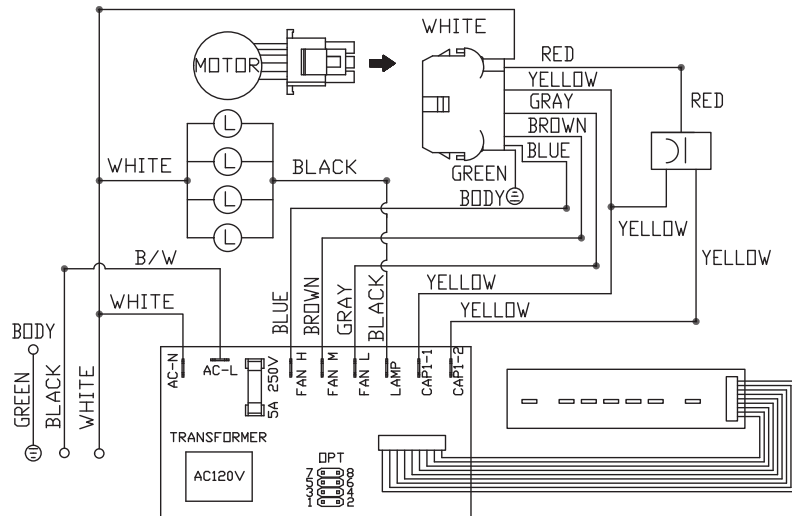 WHITE
RED
MOTOR
YELLOW
GRAY
RED
BROWN
BLUE
WHITE
BLACK
GREEN
BODY
YELLOW
B/W
YELLOW
YELLOW
WHITE
YELLOW
BLUE
BROWN
GRAY
BLACK
BODY
GREEN
BLACK
WHITE
AC-N
AC-L
5A 250V
FAN H
FAN M
FAN L
LAMP
CAP1-1
CAP1-2
L
L
L
L
TRANSFORMER
AC120V
OPT
7 8
5 6
3 4
1 2